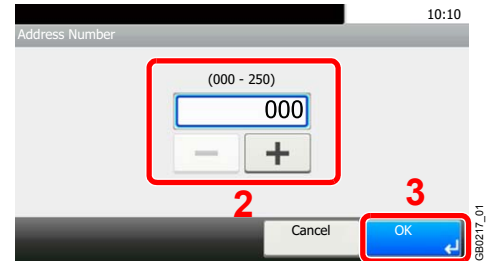 10:10
Address Number
(000 - 250)
000
− +
2
3
Cancel OK
GB0217_01